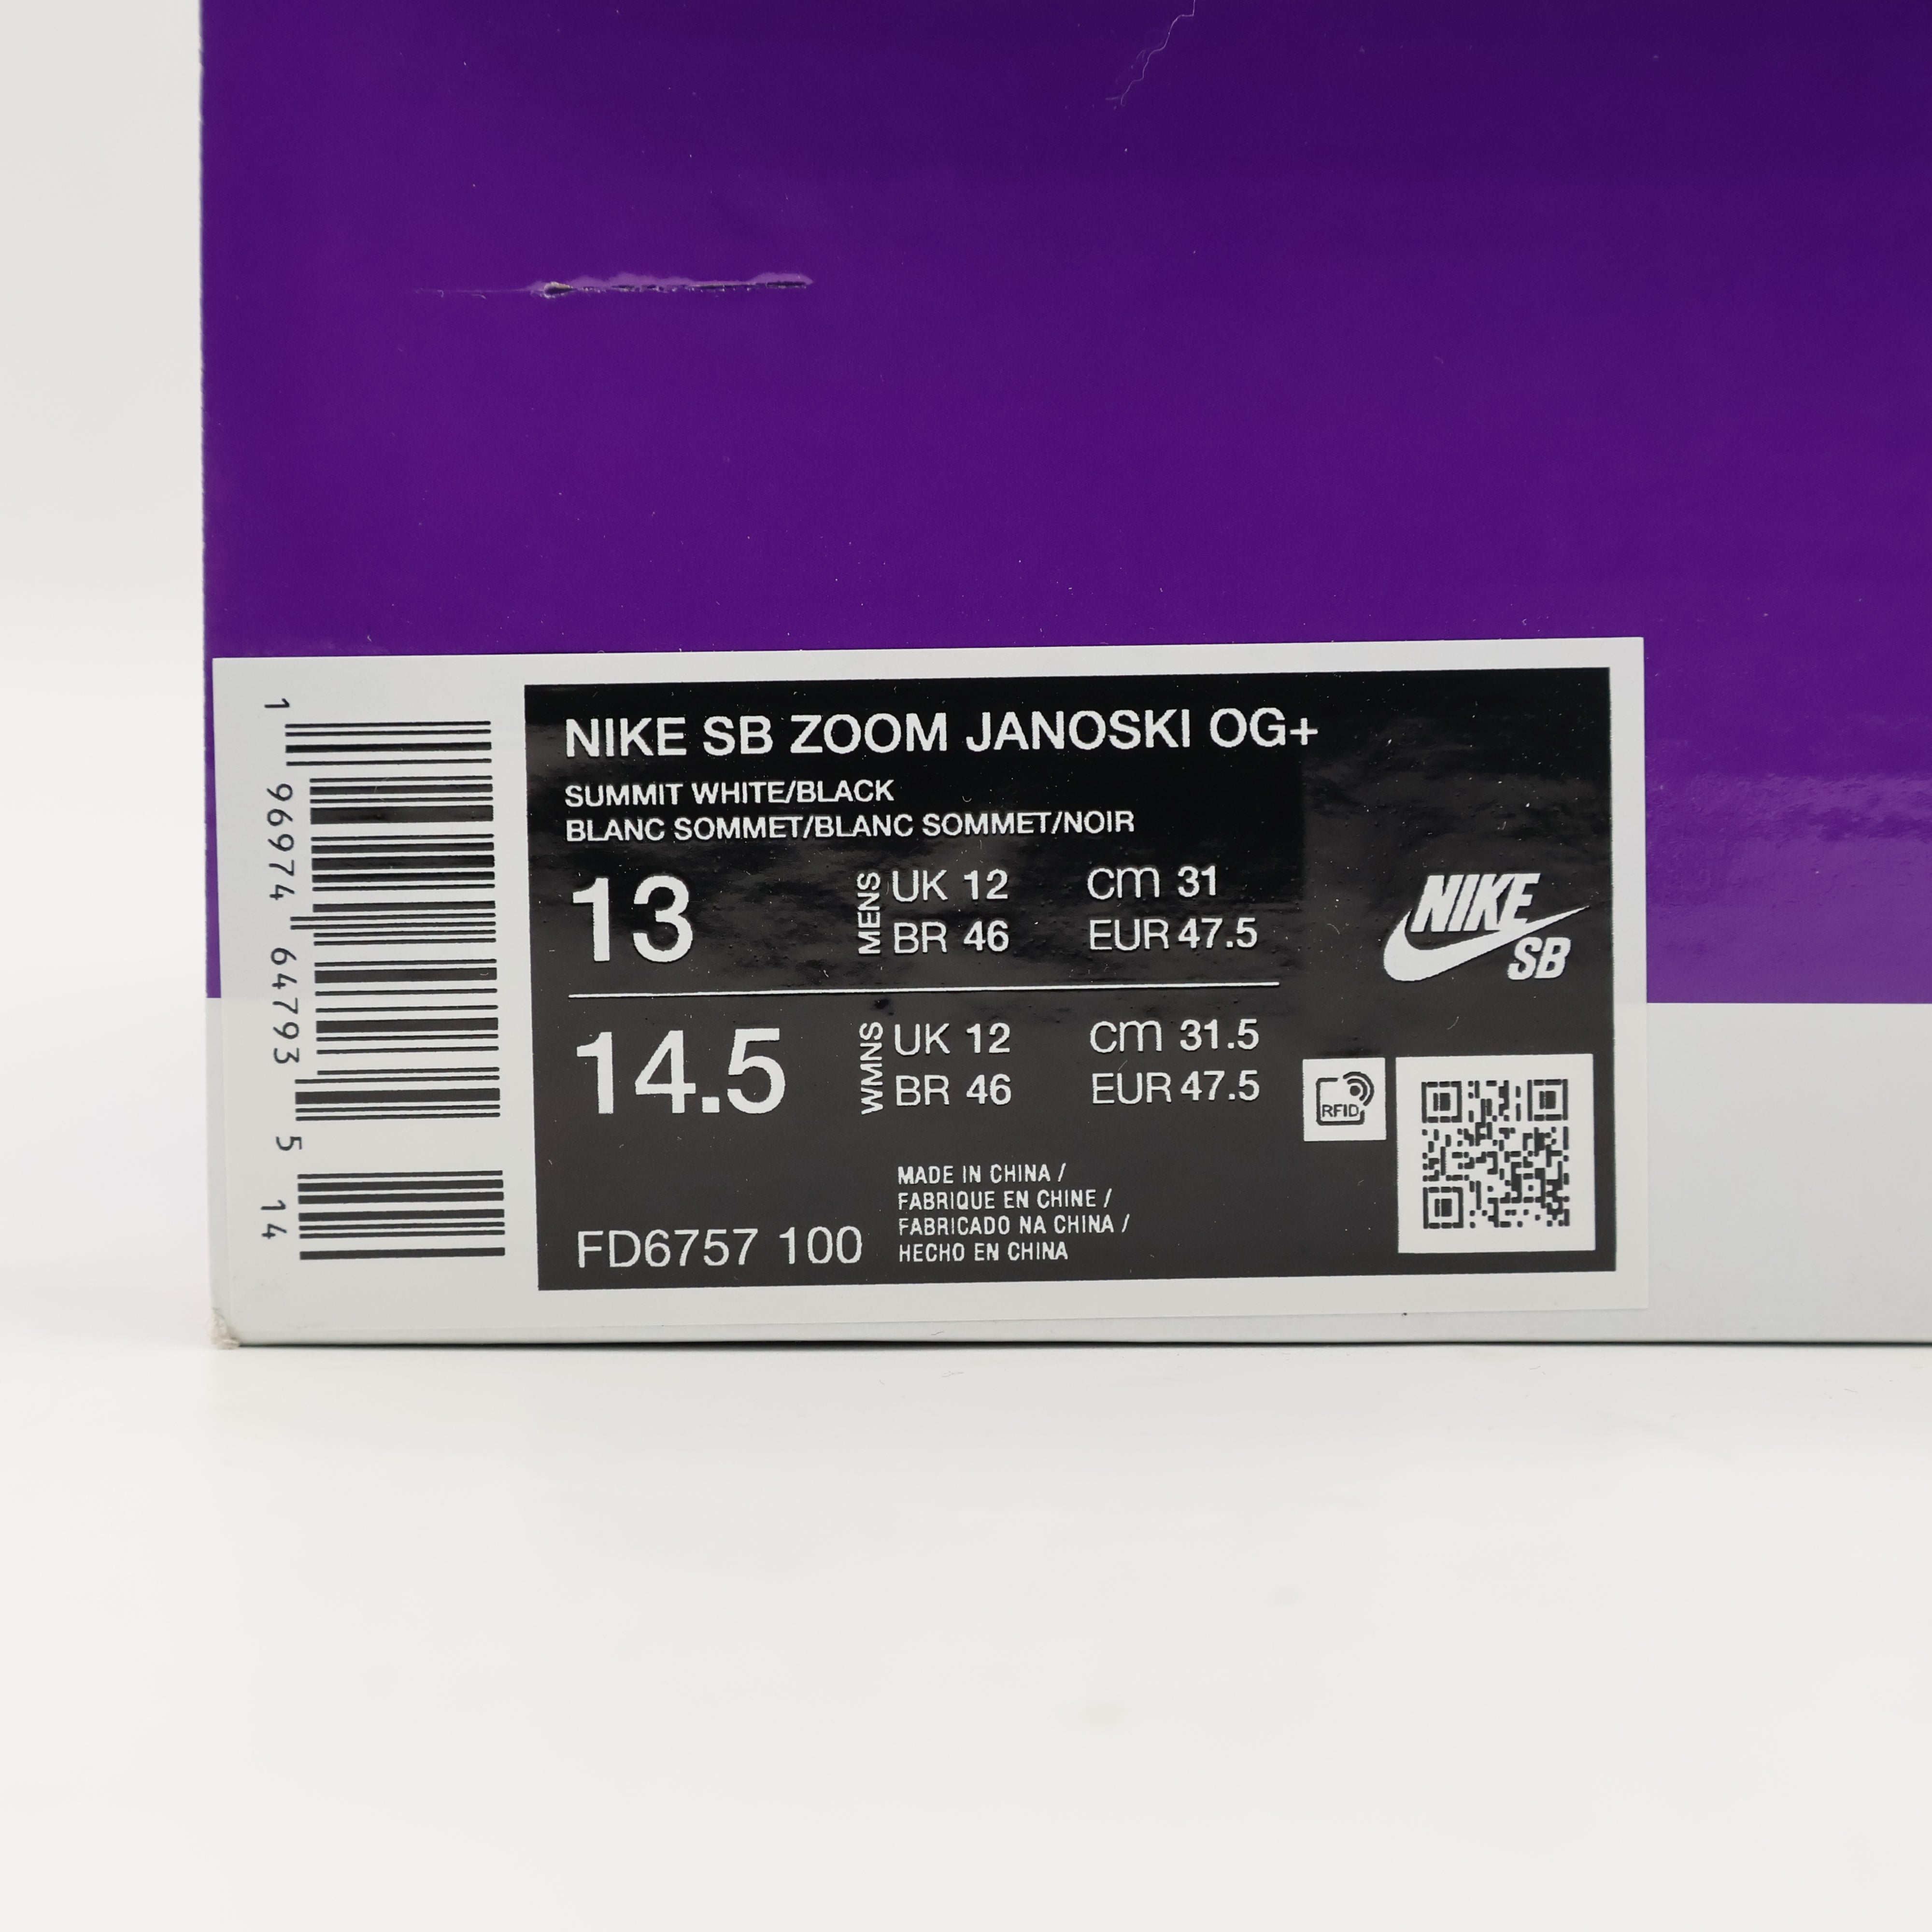 NIKE SB ZOOM JANOSKI OG+
SUMMIT WHITE/BLACK
BLANC SOMMET/BLANC SOMMET/NOIR
13 MENS UK 12 cm 31
BR 46 EUR 47.5
14.5 WMNS UK 12 cm 31.5
BR 46 EUR 47.5
NIKE
SB
RFID
MADE IN CHINA /
FABRIQUE EN CHINE /
FABRICADO NA CHINA /
HECHO EN CHINA
FD6757 100
1 96974 64793 5 14